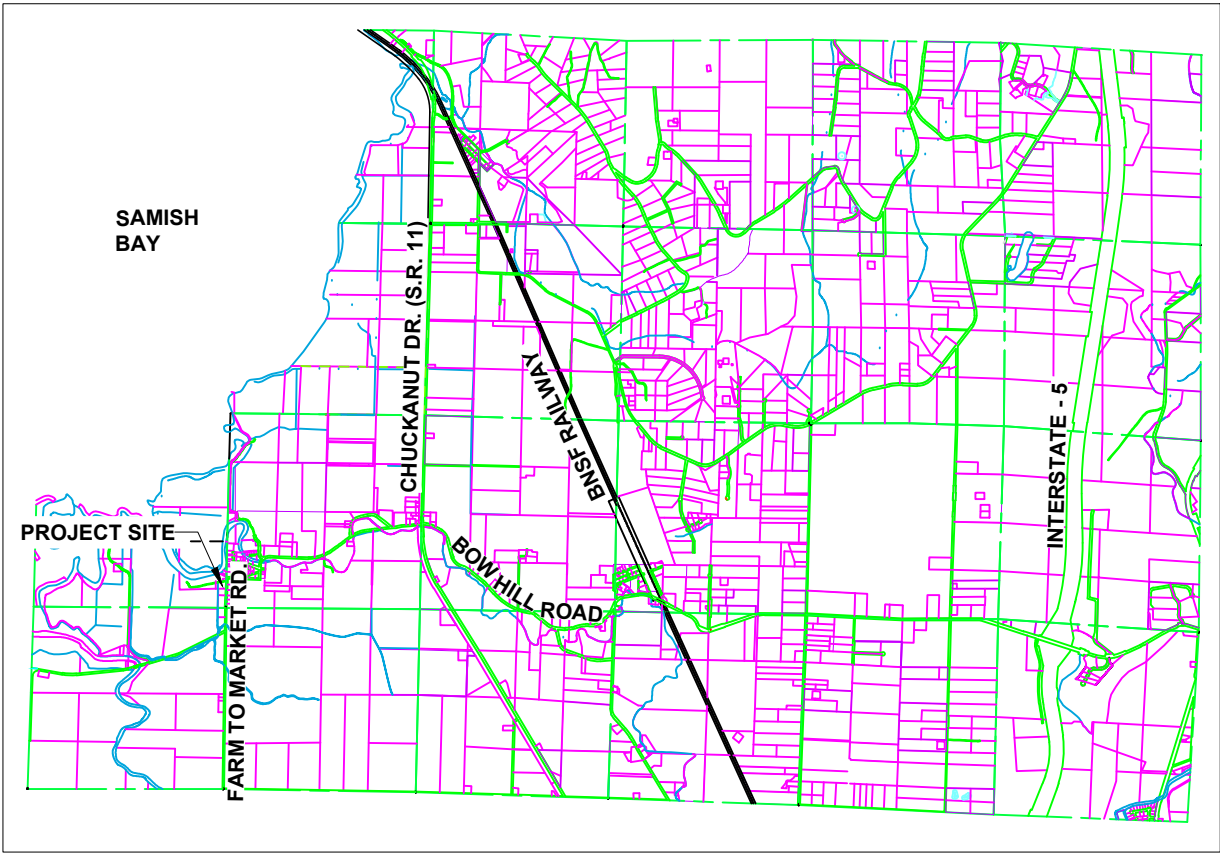 SAMISH
BAY
CHUCKANUT DR. (S.R. 11)
BNSF RAILWAY
INTERSTATE - 5
PROJECT SITE
BOW HILL ROAD
FARM TO MARKET RD.